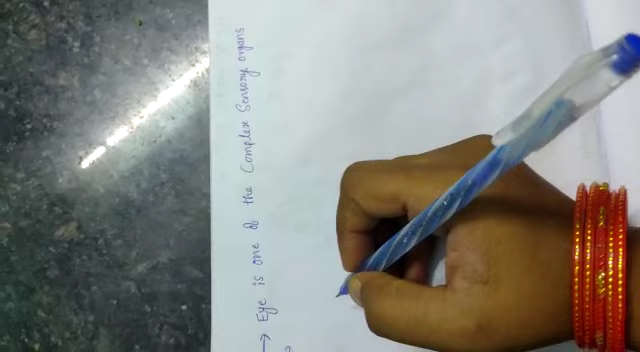 → Eye is one of the Complex Sensory organs
→